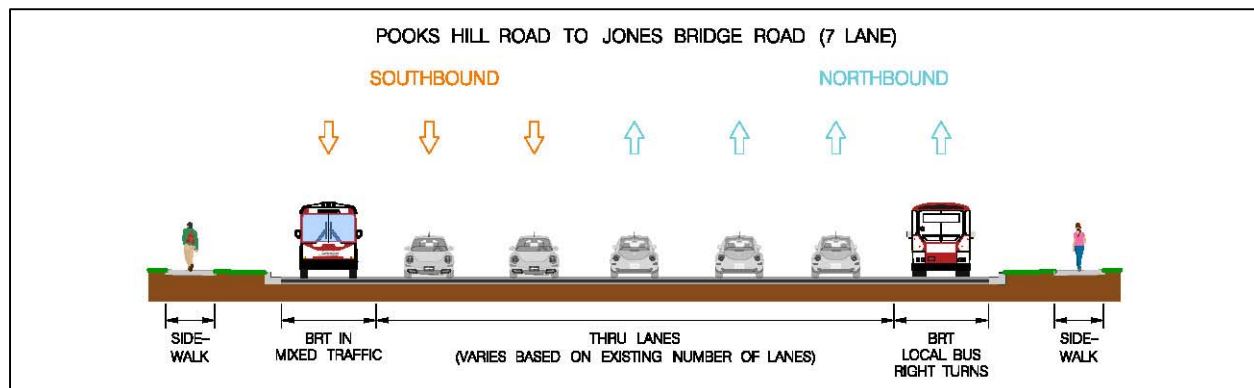 POOKS HILL ROAD TO JONES BRIDGE ROAD (7 LANE)
SOUTHBOUND
NORTHBOUND
SIDE-
WALK
BRT IN
MIXED TRAFFIC
THRU LANES
(VARIES BASED ON EXISTING NUMBER OF LANES)
BRT
LOCAL BUS
RIGHT TURNS
SIDE-
WALK